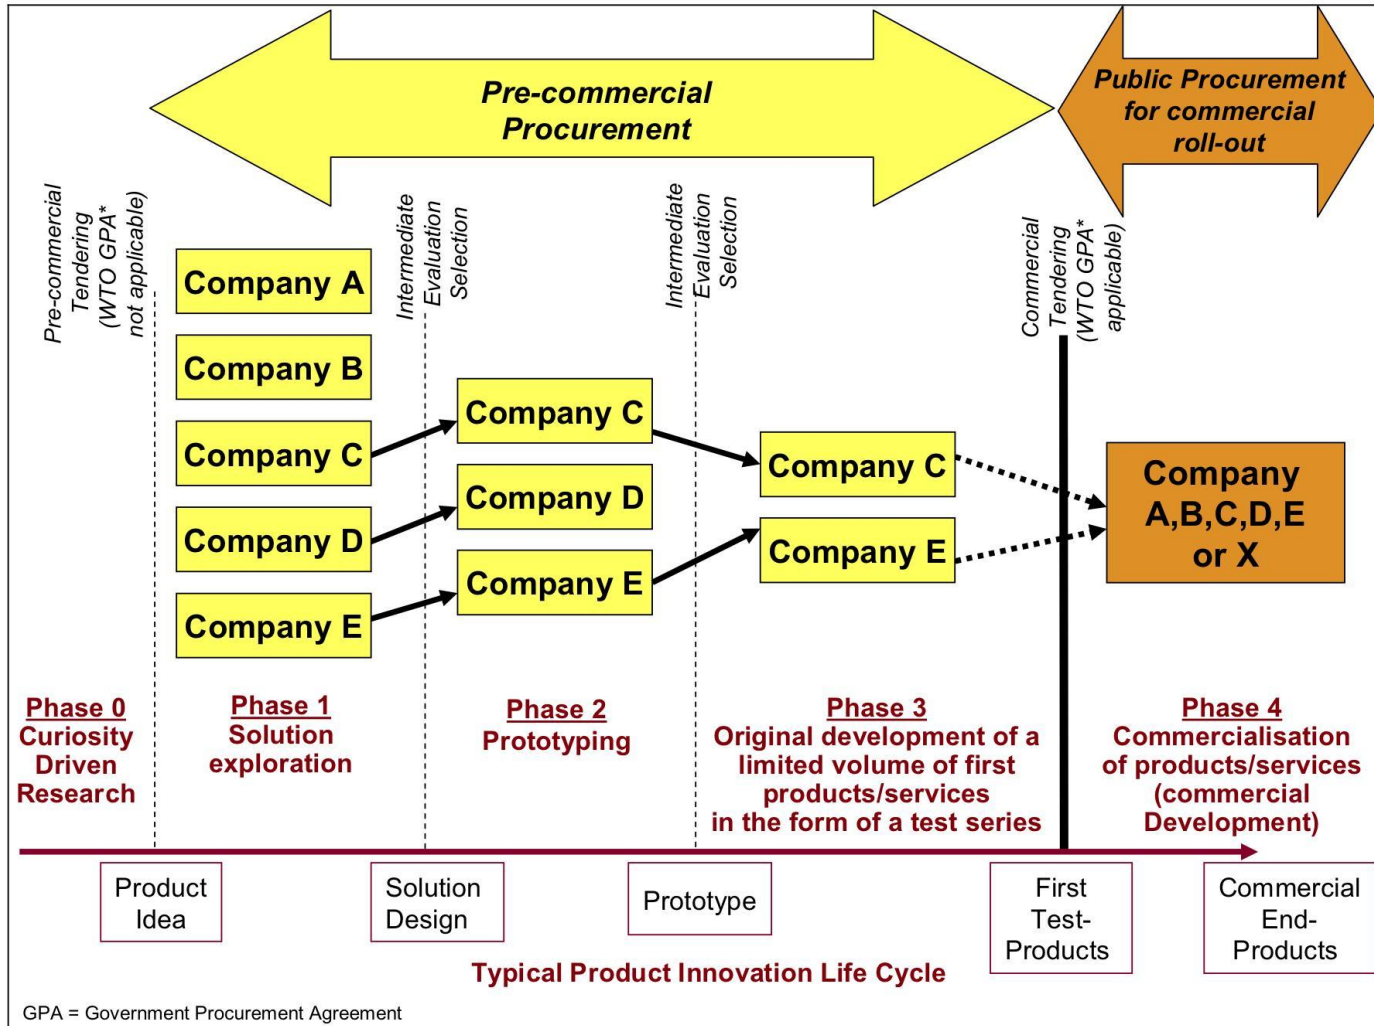 Pre-commercial
Procurement
Public Procurement
for commercial
roll-out
Pre-commercial
Tendering
(WTO GPA*
not applicable)
Intermediate
Evaluation
Selection
Intermediate
Evaluation
Selection
Commercial
Tendering
(WTO GPA*
applicable)
Company A
Company B
Company C
Company D
Company E
Company C
Company D
Company E
Company C
Company E
Company
A,B,C,D,E
or X
Phase 0
Curiosity
Driven
Research
Phase 1
Solution
exploration
Phase 2
Prototyping
Phase 3
Original development of a
limited volume of first
products/services
in the form of a test series
Phase 4
Commercialisation
of products/services
(commercial
Development)
Product
Idea
Solution
Design
Prototype
First
Test-
Products
Commercial
End-
Products
Typical Product Innovation Life Cycle
GPA = Government Procurement Agreement